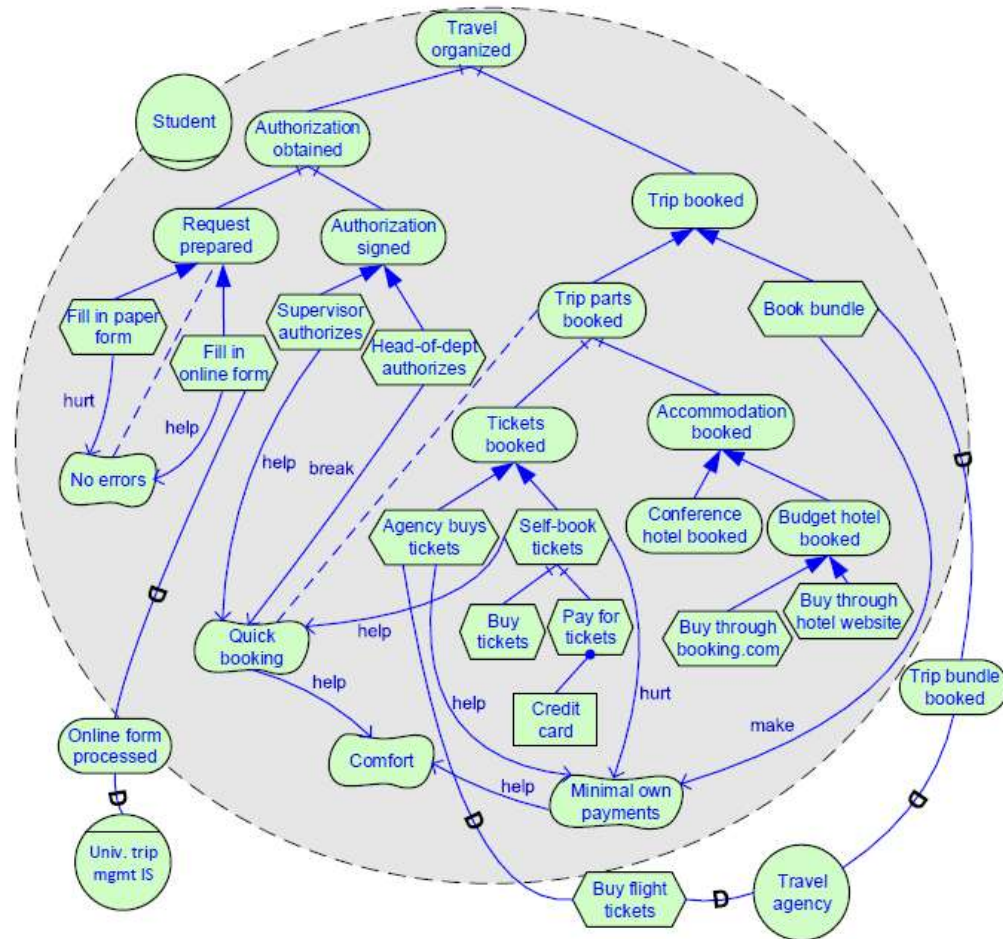 Travel
organized
Student
Authorization
obtained
Trip booked
Request
prepared
Authorization
signed
Fill in paper
form
Fill in
online form
Supervisor
authorizes
Head-of-dept
authorizes
Trip parts
booked
Book bundle
hurt
help
No errors
help
break
Tickets
booked
Accommodation
booked
D
Agency buys
tickets
Self-book
tickets
Conference
hotel booked
Budget hotel
booked
D
Quick
booking
help
Buy
tickets
Pay for
tickets
Buy through
booking.com
Buy through
hotel website
help
help
Credit
card
hurt
make
Trip bundle
booked
Online form
processed
Comfort
help
Minimal own
payments
D
D
D
Univ. trip
mgmt IS
Buy flight
tickets
D
Travel
agency